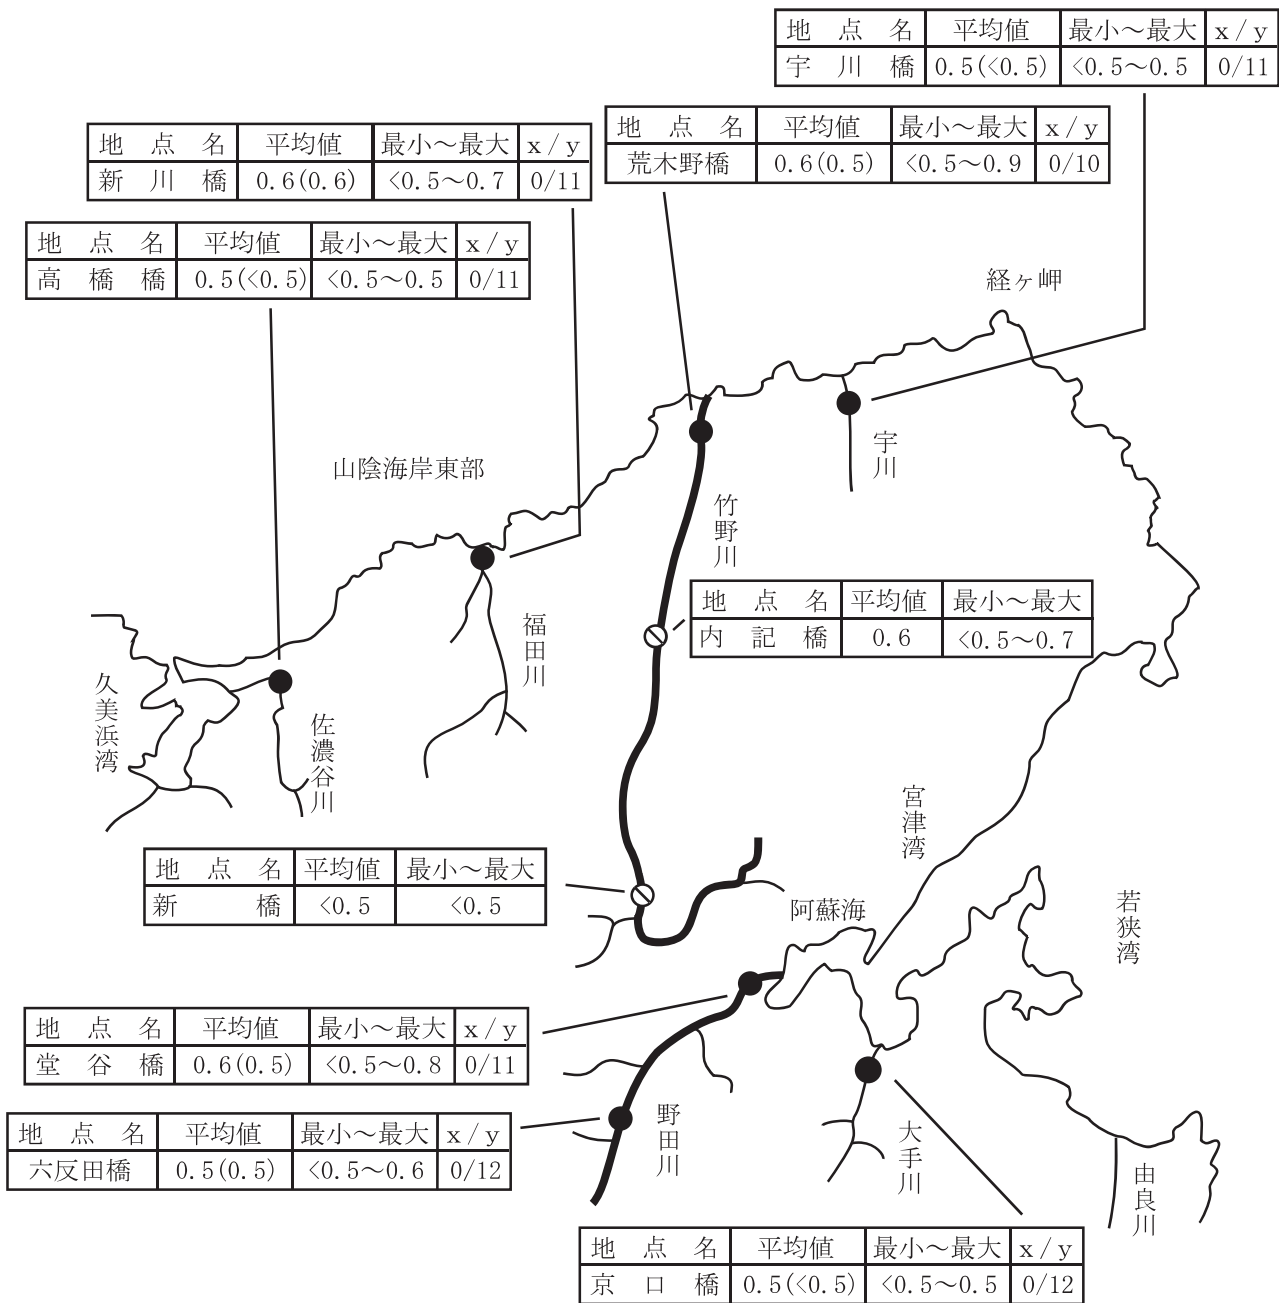 地点名 平均値 最小～最大 x/y
宇川橋 0.5(<0.5) <0.5～0.5 0/11
地点名 平均値 最小～最大 x/y
荒木野橋 0.6(0.5) <0.5～0.9 0/10
地点名 平均値 最小～最大 x/y
新川橋 0.6(0.6) <0.5～0.7 0/11
地点名 平均値 最小～最大 x/y
高橋橋 0.5(<0.5) <0.5～0.5 0/11
経ヶ岬
宇川
山陰海岸東部
竹野川
地点名 平均値 最小～最大
内記橋 0.6 <0.5～0.7
福田川
久美浜湾
佐濃谷川
宮津湾
地点名 平均値 最小～最大
新橋 <0.5 <0.5
阿蘇海
若狭湾
地点名 平均値 最小～最大 x/y
堂谷橋 0.6(0.5) <0.5～0.8 0/11
地点名 平均値 最小～最大 x/y
六反田橋 0.5(0.5) <0.5～0.6 0/12
野田川
大手川
由良川
地点名 平均値 最小～最大 x/y
京口橋 0.5(<0.5) <0.5～0.5 0/12